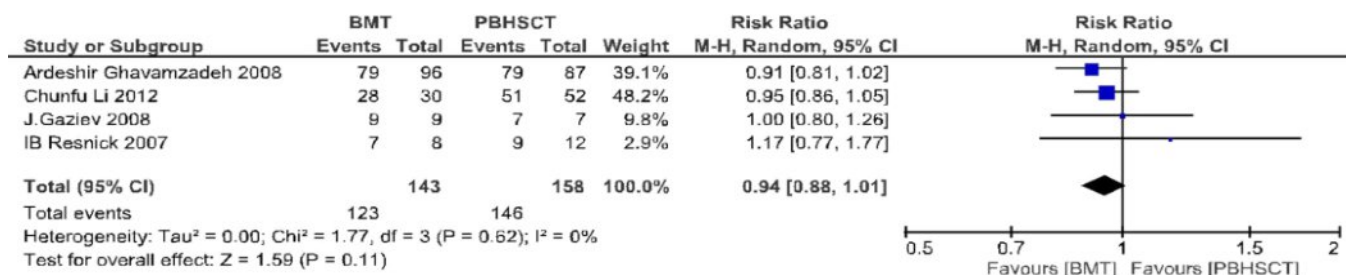 BMT PBHSCT Risk Ratio Risk Ratio
Study or Subgroup Events Total Events Total Weight M-H, Random, 95% CI M-H, Random, 95% CI
Ardeshir Ghavamzadeh 2008 79 96 79 87 39.1% 0.91 [0.81, 1.02]
Chunfu Li 2012 28 30 51 52 48.2% 0.95 [0.86, 1.05]
J.Gaziev 2008 9 9 7 7 9.8% 1.00 [0.80, 1.26]
IB Resnick 2007 7 8 9 12 2.9% 1.17 [0.77, 1.77]
Total (95% CI) 143 158 100.0% 0.94 [0.88, 1.01]
Total events 123 146
Heterogeneity: Tau² = 0.00; Chi² = 1.77, df = 3 (P = 0.62); I² = 0%
Test for overall effect: Z = 1.59 (P = 0.11)
0.5 0.7 1 1.5 2
Favours [BMT] Favours [PBHSCT]